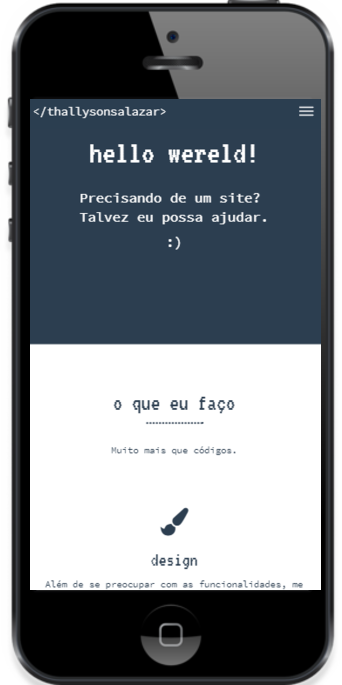 </thallysonsalazar>
hello wereld!
Precisando de um site?
Talvez eu possa ajudar.
:)
o que eu faço
Muito mais que códigos.
design
Além de se preocupar com as funcionalidades, me